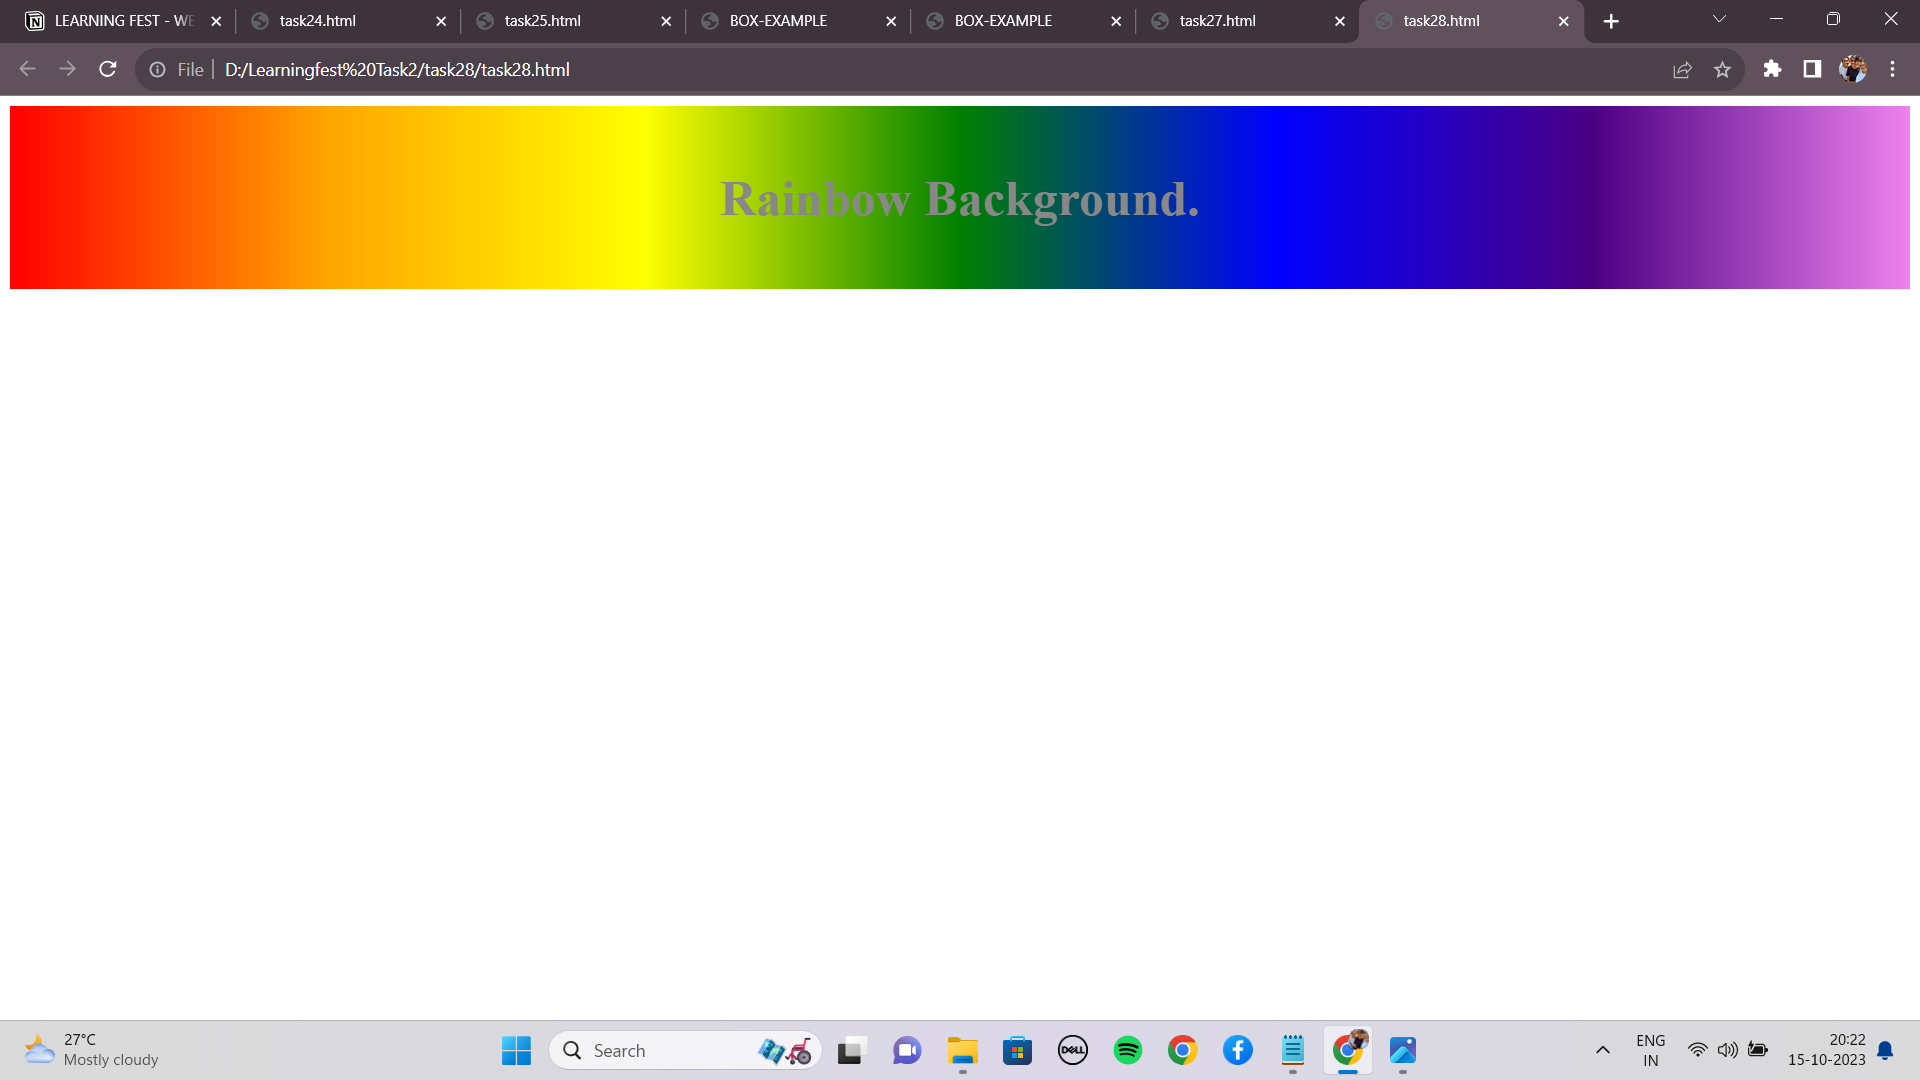 LEARNING FEST - WE
task24.html
task25.html
BOX-EXAMPLE
BOX-EXAMPLE
task27.html
task28.html
File
D:/Learningfest%20Task2/task28/task28.html
Rainbow Background.
27°C
Mostly cloudy
Search
DELL
ENG
IN
20:22
15-10-2023